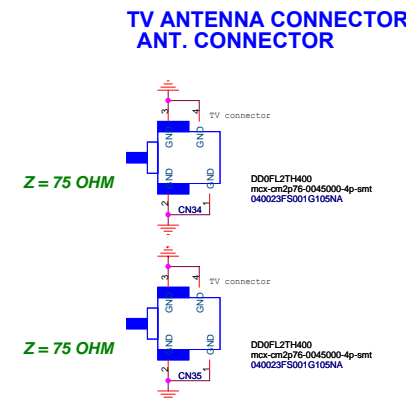 TV ANTENNA CONNECTOR
ANT. CONNECTOR
3
4
TV connector
GND
GND
Z = 75 OHM
DD0FL2TH400
mcx-cm2p76-0045000-4p-smt
040023FS001G105NA
GND
GND
2
CN34
1
3
4
TV connector
GND
GND
Z = 75 OHM
DD0FL2TH400
mcx-cm2p76-0045000-4p-smt
040023FS001G105NA
GND
GND
2
CN35
1